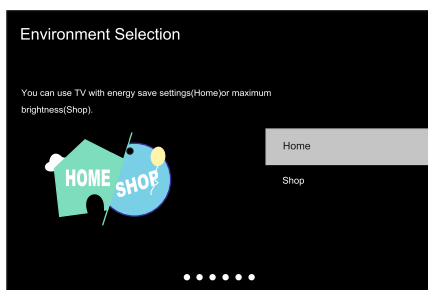 Environment Selection
You can use TV with energy save settings(Home)or maximum
brightness(Shop).
Home
HOME
SHOP
Shop